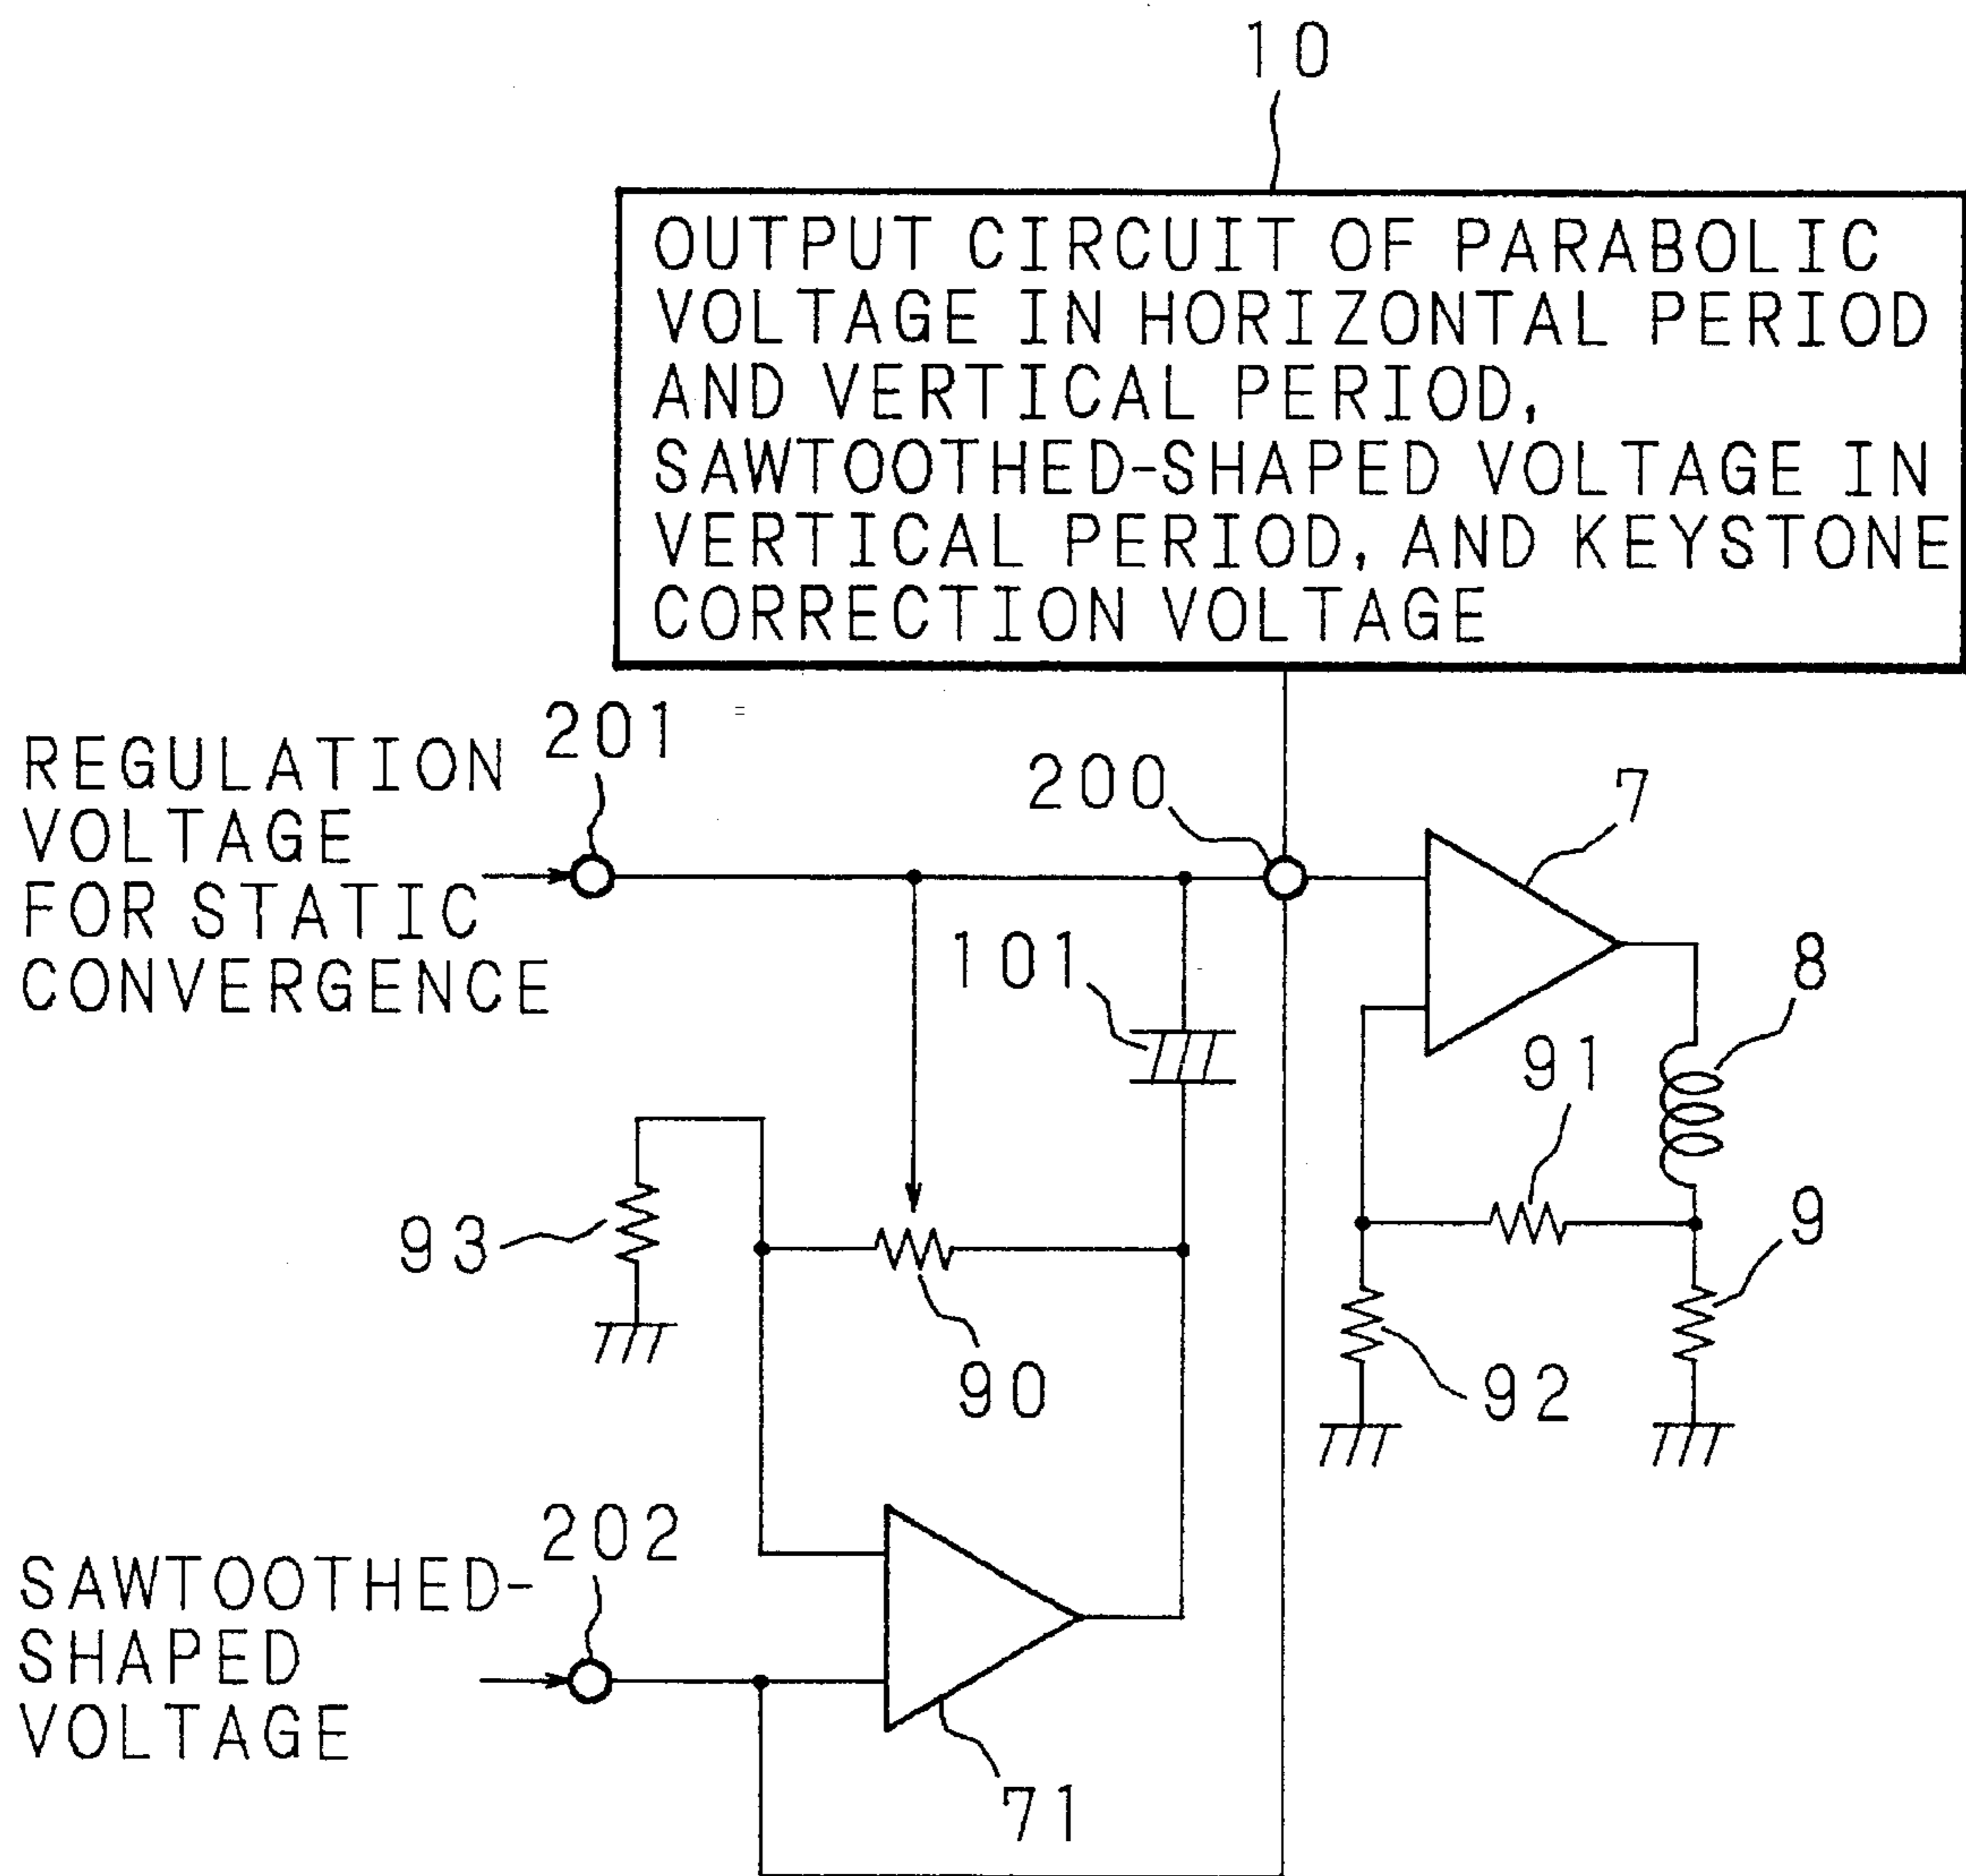 10
OUTPUT CIRCUIT OF PARABOLIC
VOLTAGE IN HORIZONTAL PERIOD
AND VERTICAL PERIOD,
SAWTOOTHED-SHAPED VOLTAGE IN
VERTICAL PERIOD, AND KEYSTONE
CORRECTION VOLTAGE
REGULATION
VOLTAGE
FOR STATIC
CONVERGENCE
201
200
7
101
8
91
93
9
90
92
SAWTOOTHED-
SHAPED
VOLTAGE
202
71